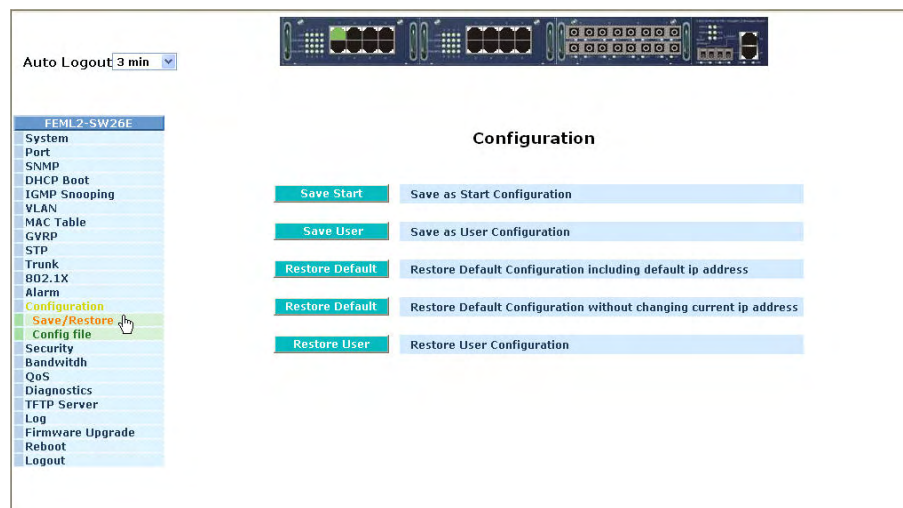 Auto Logout 3 min
FEML2-SW26E
System
Port
SNMP
DHCP Boot
IGMP Snooping
VLAN
MAC Table
GVRP
STP
Trunk
802.1X
Alarm
Configuration
Save/Restore
Config file
Security
Bandwitdh
QoS
Diagnostics
TFTP Server
Log
Firmware Upgrade
Reboot
Logout
Configuration
Save Start Save as Start Configuration
Save User Save as User Configuration
Restore Default Restore Default Configuration including default ip address
Restore Default Restore Default Configuration without changing current ip address
Restore User Restore User Configuration